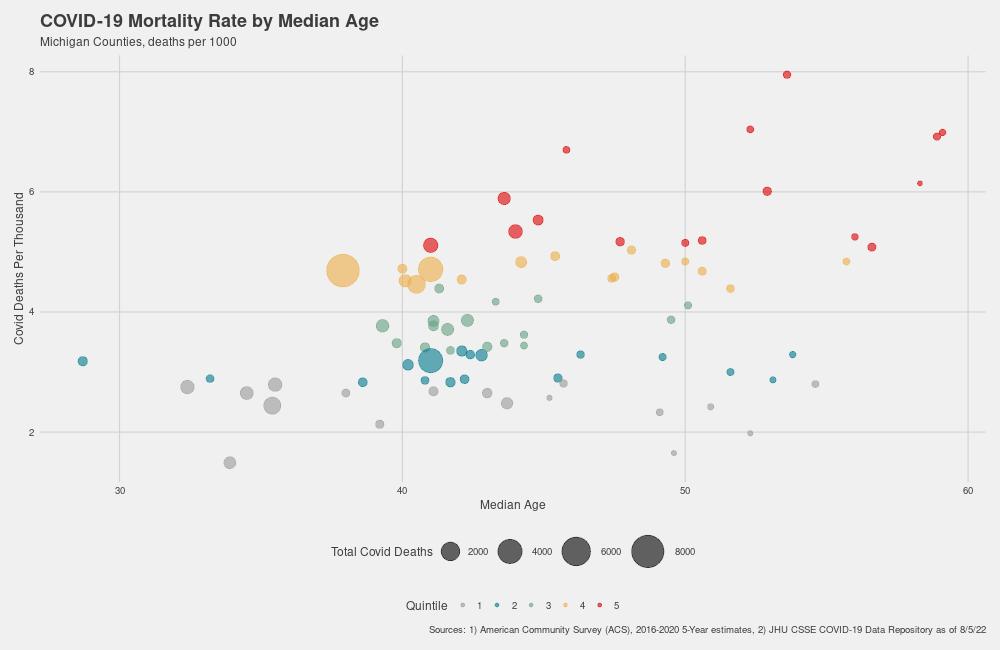 COVID-19 Mortality Rate by Median Age
Michigan Counties, deaths per 1000
8
6
4
2
Covid Deaths Per Thousand
30 40 50 60
Median Age
Total Covid Deaths 2000 4000 6000 8000
Quintile 1 2 3 4 5
Sources: 1) American Community Survey (ACS), 2016-2020 5-Year estimates, 2) JHU CSSE COVID-19 Data Repository as of 8/5/22